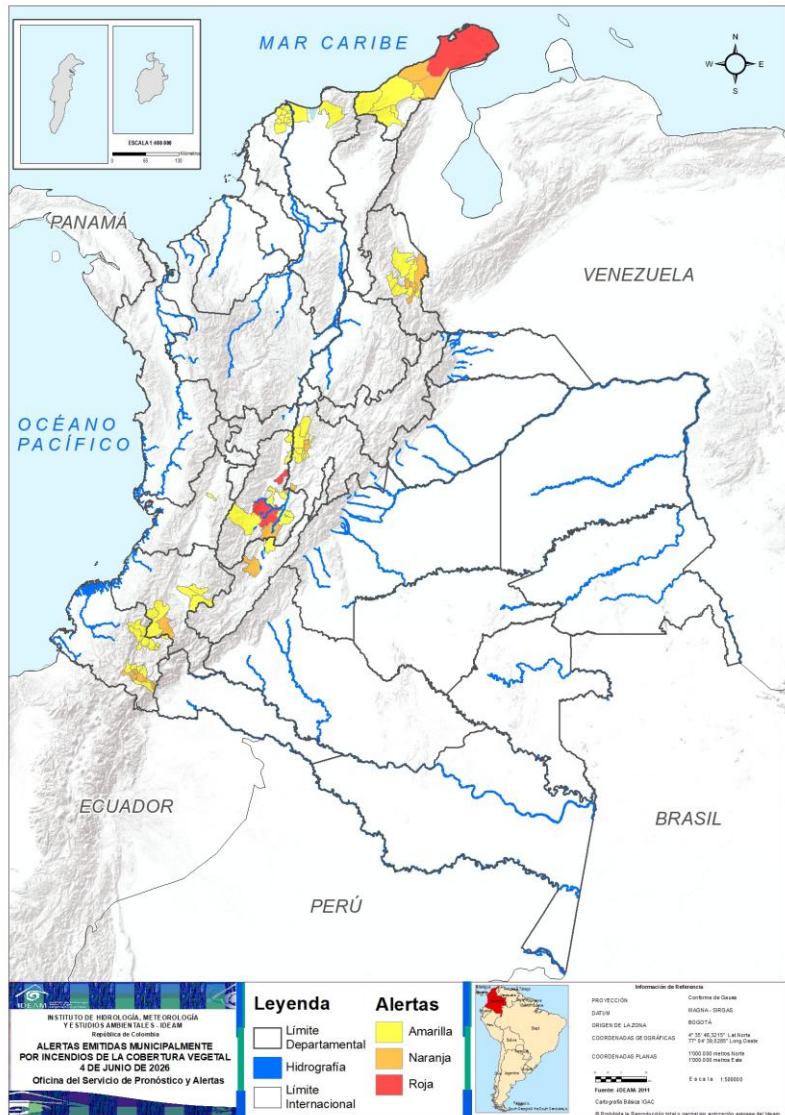 MAR CARIBE
N
W
E
S
ESCALA 1:400.000
PANAMÁ
VENEZUELA
OCÉANO
PACÍFICO
ECUADOR
BRASIL
PERÚ
IDEAM
INSTITUTO DE HIDROLOGÍA, METEOROLOGÍA
Y ESTUDIOS AMBIENTALES - IDEAM
República de Colombia
ALERTAS EMITIDAS MUNICIPALMENTE
POR INCENDIOS DE LA COBERTURA VEGETAL
4 DE JUNIO DE 2026
Oficina del Servicio de Pronóstico y Alertas
Leyenda
Límite
Departamental
Hidrografía
Límite
Internacional
Alertas
Amarilla
Naranja
Roja
Información de Referencia
PROYECCIÓN Conforme de Gauss
DATUM MAGNA - SIRGAS
ORIGEN DE LA ZONA BOGOTÁ
COORDENADAS GEOGRÁFICAS
COORDENADAS PLANAS 1'000.000 metros Norte
1'000.000 metros Este
Fuente: IDEAM 2011
Cartografía Básica IGAC